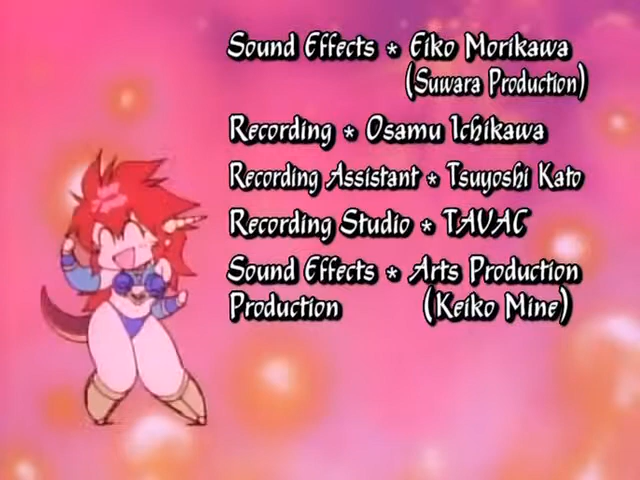 Sound Effects * Eiko Morikawa
(Suwara Production)
Recording * Osamu Ichikawa
Recording Assistant * Tsuyoshi Kato
Recording Studio * TAVAC
Sound Effects * Arts Production
Production (Keiko Mine)